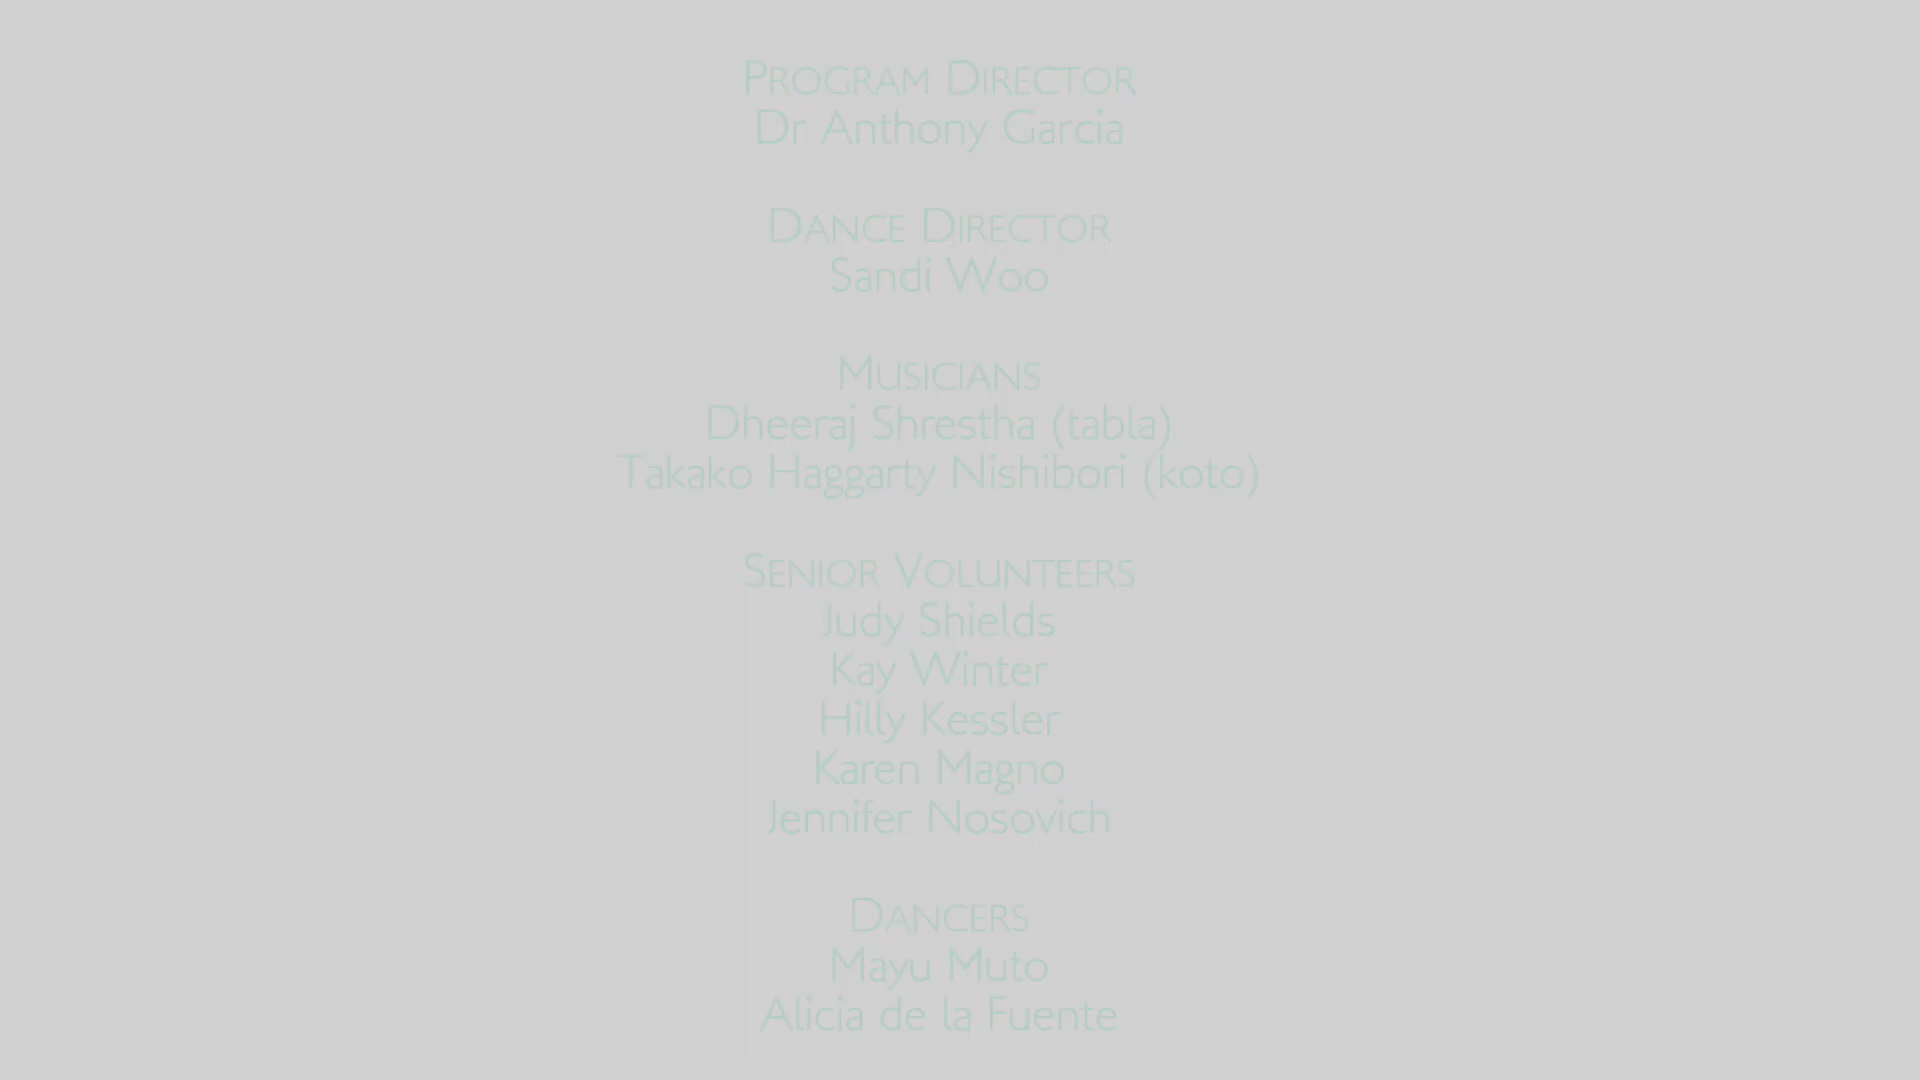 PROGRAM DIRECTOR
Dr Anthony Garcia
DANCE DIRECTOR
Sandi Woo
MUSICIANS
Dheeraj Shrestha (tabla)
Takako Haggarty Nishibori (koto)
SENIOR VOLUNTEERS
Judy Shields
Kay Winter
Hilly Kessler
Karen Magno
Jennifer Nosovich
DANCERS
Mayu Muto
Alicia de la Fuente